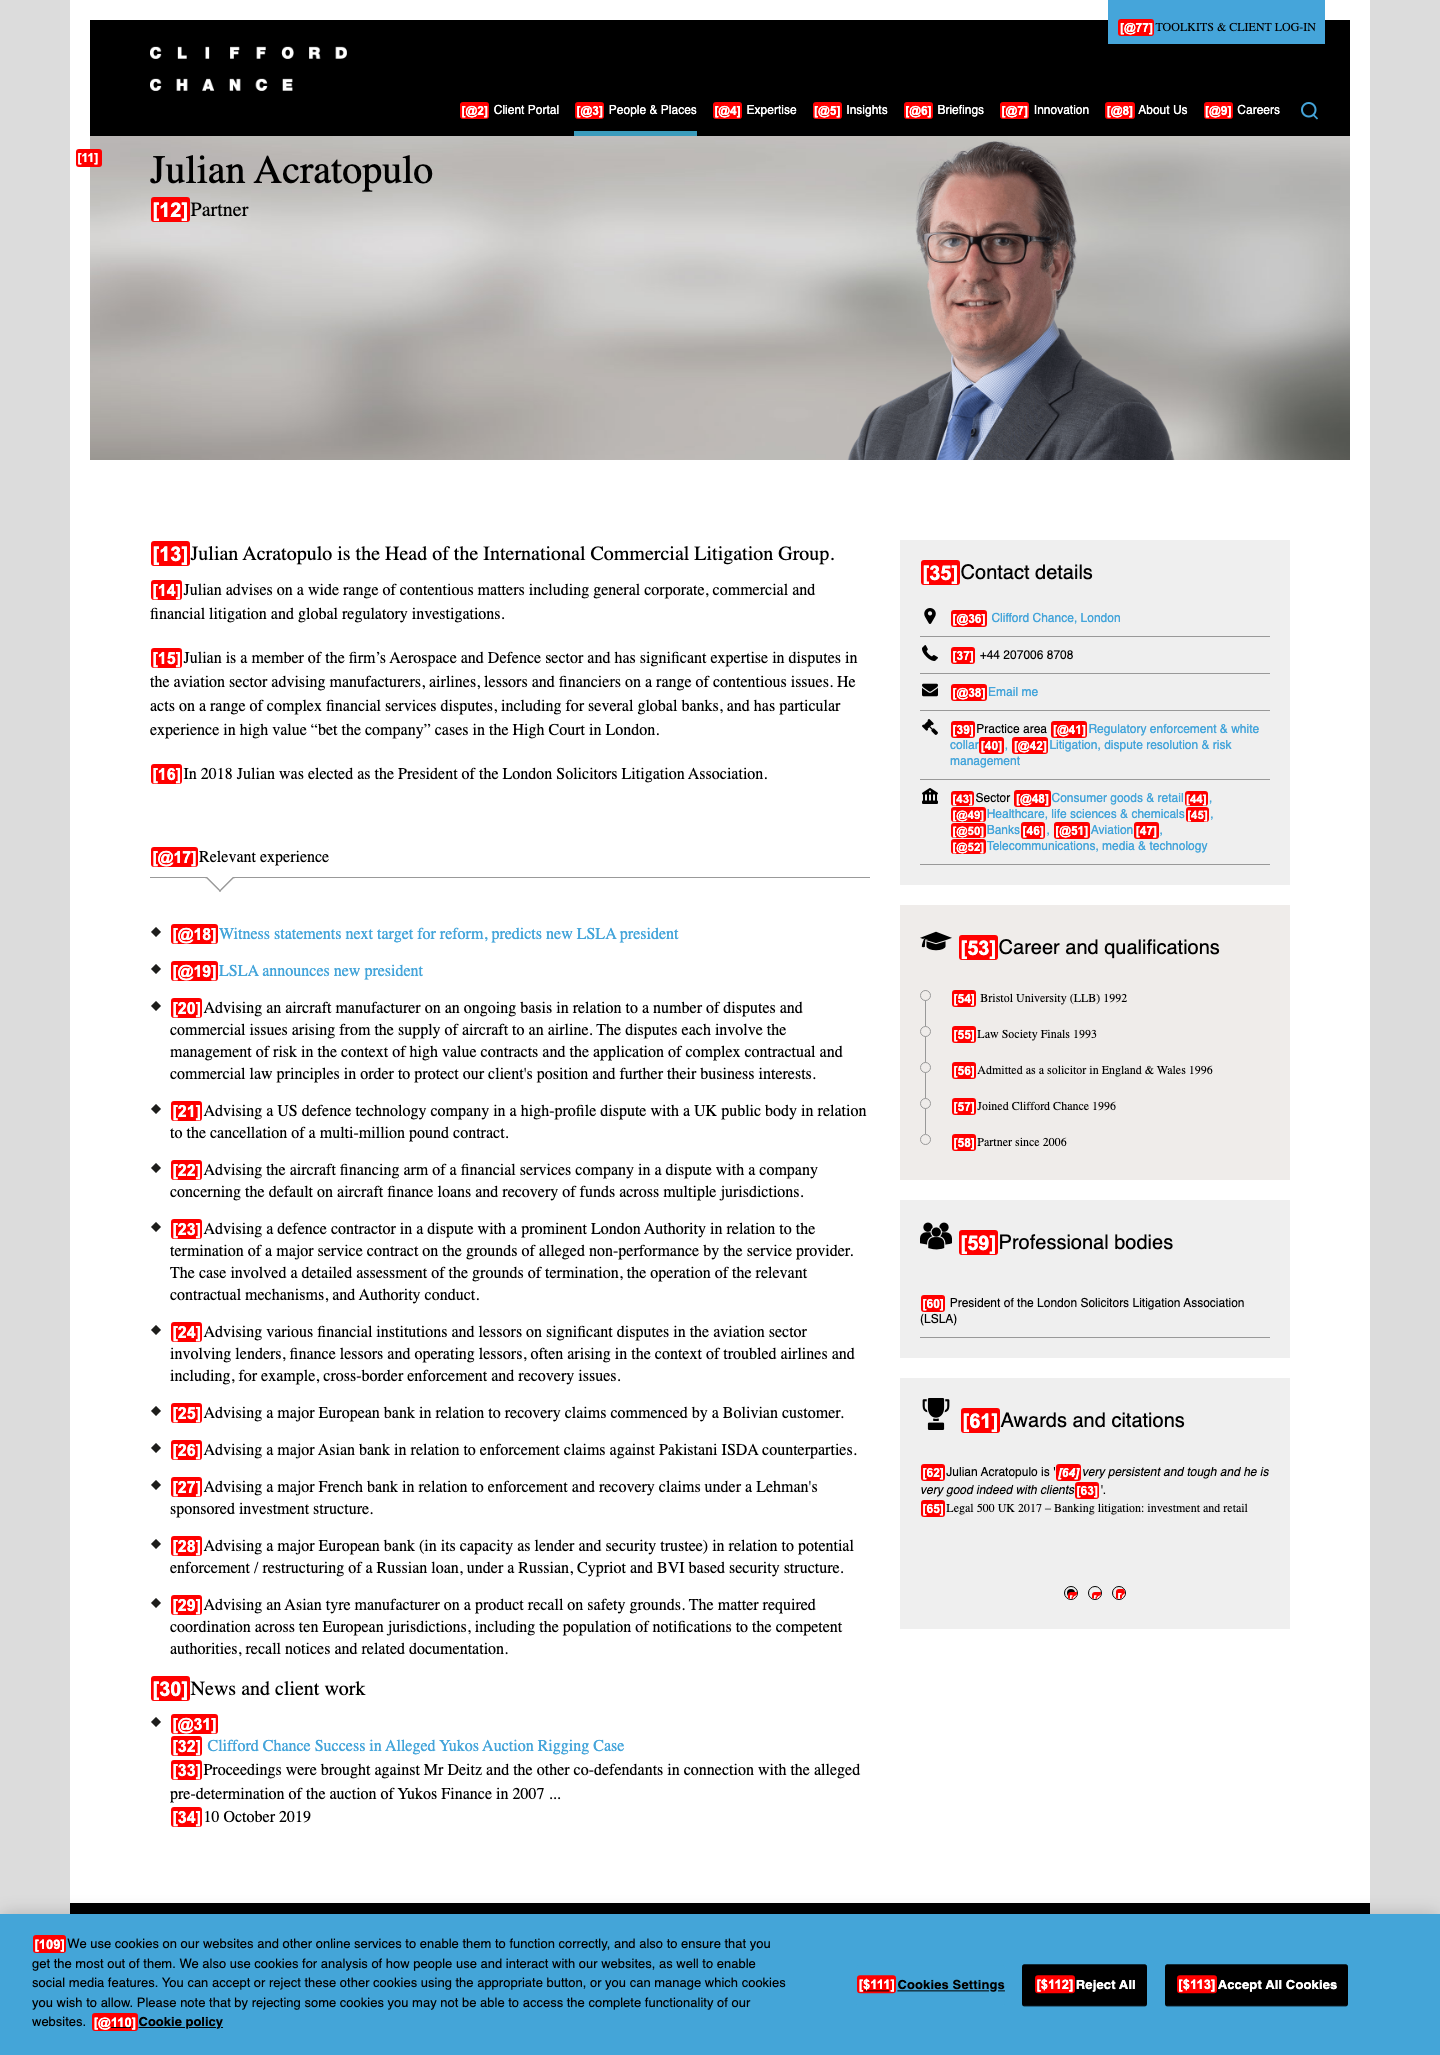 [@77]TOOLKITS & CLIENT LOG-IN
CLIFFORD
CHANCE
[@2] Client Portal [@3] People & Places [@4] Expertise [@5] Insights [@6] Briefings [@7] Innovation [@8] About Us [@9] Careers
[11]
Julian Acratopulo
[12]Partner
[13]Julian Acratopulo is the Head of the International Commercial Litigation Group.
[14]Julian advises on a wide range of contentious matters including general corporate, commercial and
financial litigation and global regulatory investigations.
[15]Julian is a member of the firm’s Aerospace and Defence sector and has significant expertise in disputes in
the aviation sector advising manufacturers, airlines, lessors and financiers on a range of contentious issues. He
acts on a range of complex financial services disputes, including for several global banks, and has particular
experience in high value “bet the company” cases in the High Court in London.
[16]In 2018 Julian was elected as the President of the London Solicitors Litigation Association.
[@17]Relevant experience
[@18]Witness statements next target for reform, predicts new LSLA president
[@19]LSLA announces new president
[20]Advising an aircraft manufacturer on an ongoing basis in relation to a number of disputes and
commercial issues arising from the supply of aircraft to an airline. The disputes each involve the
management of risk in the context of high value contracts and the application of complex contractual and
commercial law principles in order to protect our client's position and further their business interests.
[21]Advising a US defence technology company in a high-profile dispute with a UK public body in relation
to the cancellation of a multi-million pound contract.
[22]Advising the aircraft financing arm of a financial services company in a dispute with a company
concerning the default on aircraft finance loans and recovery of funds across multiple jurisdictions.
[23]Advising a defence contractor in a dispute with a prominent London Authority in relation to the
termination of a major service contract on the grounds of alleged non-performance by the service provider.
The case involved a detailed assessment of the grounds of termination, the operation of the relevant
contractual mechanisms, and Authority conduct.
[24]Advising various financial institutions and lessors on significant disputes in the aviation sector
involving lenders, finance lessors and operating lessors, often arising in the context of troubled airlines and
including, for example, cross-border enforcement and recovery issues.
[25]Advising a major European bank in relation to recovery claims commenced by a Bolivian customer.
[26]Advising a major Asian bank in relation to enforcement claims against Pakistani ISDA counterparties.
[27]Advising a major French bank in relation to enforcement and recovery claims under a Lehman's
sponsored investment structure.
[28]Advising a major European bank (in its capacity as lender and security trustee) in relation to potential
enforcement / restructuring of a Russian loan, under a Russian, Cypriot and BVI based security structure.
[29]Advising an Asian tyre manufacturer on a product recall on safety grounds. The matter required
coordination across ten European jurisdictions, including the population of notifications to the competent
authorities, recall notices and related documentation.
[30]News and client work
[@31]
[32] Clifford Chance Success in Alleged Yukos Auction Rigging Case
[33]Proceedings were brought against Mr Deitz and the other co-defendants in connection with the alleged
pre-determination of the auction of Yukos Finance in 2007 ...
[34]10 October 2019
[35]Contact details
[@36] Clifford Chance, London
[37] +44 207006 8708
[@38]Email me
[39]Practice area [@41]Regulatory enforcement & white
collar[40], [@42]Litigation, dispute resolution & risk
management
[43]Sector [@48]Consumer goods & retail[44],
[@49]Healthcare, life sciences & chemicals[45],
[@50]Banks[46], [@51]Aviation[47],
[@52]Telecommunications, media & technology
[53]Career and qualifications
[54] Bristol University (LLB) 1992
[55]Law Society Finals 1993
[56]Admitted as a solicitor in England & Wales 1996
[57]Joined Clifford Chance 1996
[58]Partner since 2006
[59]Professional bodies
[60] President of the London Solicitors Litigation Association
(LSLA)
[61]Awards and citations
[62]Julian Acratopulo is '[64]very persistent and tough and he is
very good indeed with clients[63]'.
[65]Legal 500 UK 2017 – Banking litigation: investment and retail
[109]We use cookies on our websites and other online services to enable them to function correctly, and also to ensure that you
get the most out of them. We also use cookies for analysis of how people use and interact with our websites, as well to enable
social media features. You can accept or reject these other cookies using the appropriate button, or you can manage which cookies
you wish to allow. Please note that by rejecting some cookies you may not be able to access the complete functionality of our
websites. [@110]Cookie policy
[$111]Cookies Settings [$112]Reject All [$113]Accept All Cookies